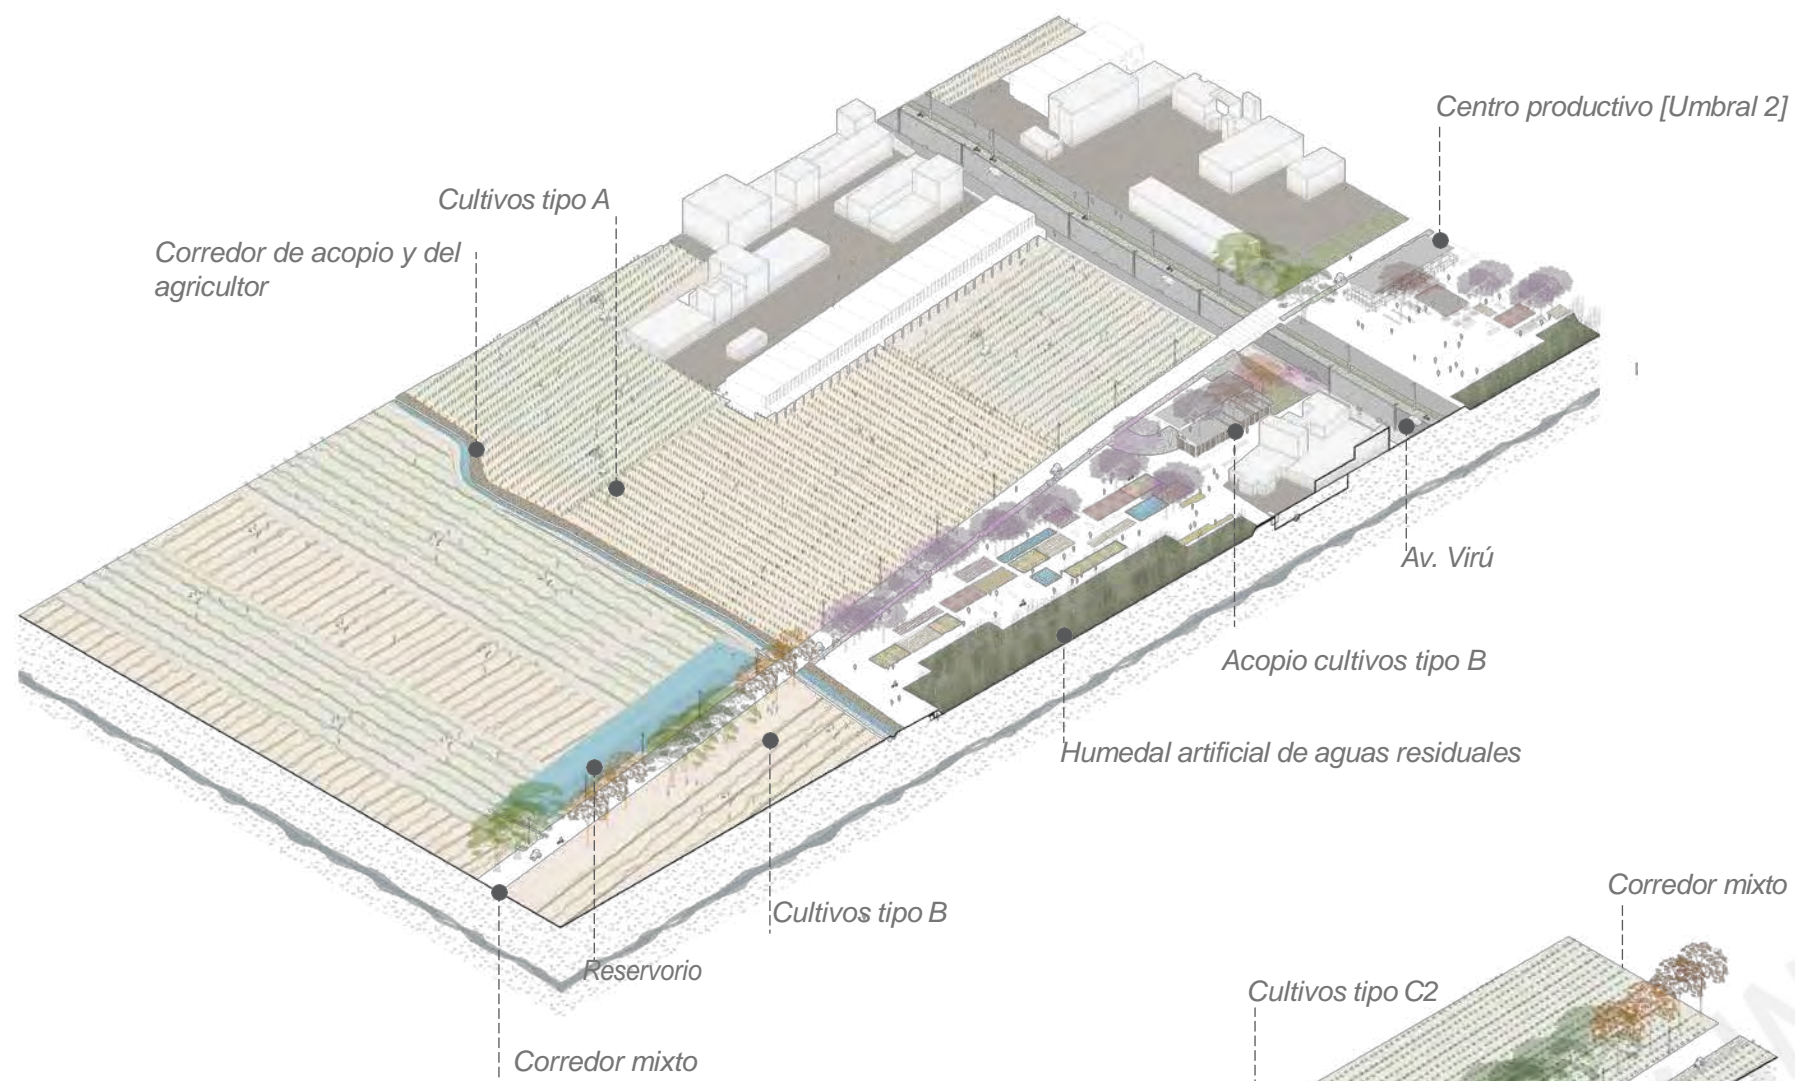 Centro productivo [Umbral 2]
Cultivos tipo A
Corredor de acopio y del
agricultor
Av. Virú
Acopio cultivos tipo B
Humedal artificial de aguas residuales
Cultivos tipo B
Reservorio
Corredor mixto
Corredor mixto
Cultivos tipo C2